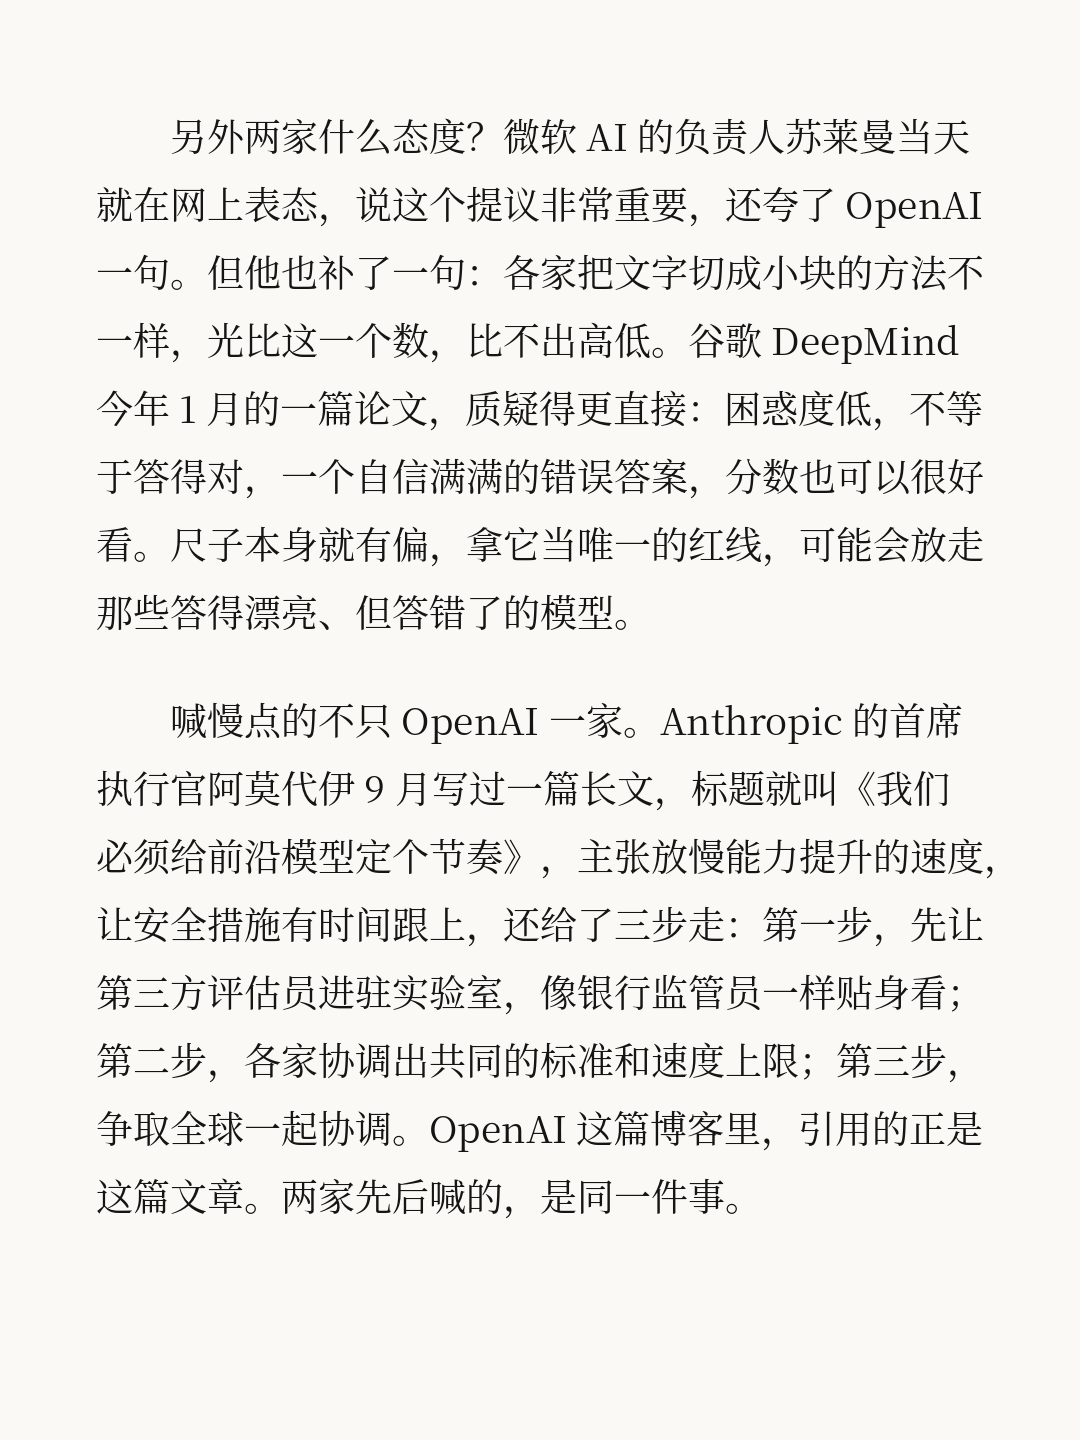 另外两家什么态度？微软 AI 的负责人苏莱曼当天
就在网上表态，说这个提议非常重要，还夸了 OpenAI
一句。但他也补了一句：各家把文字切成小块的方法不
一样，光比这一个数，比不出高低。谷歌 DeepMind
今年 1 月的一篇论文，质疑得更直接：困惑度低，不等
于答得对，一个自信满满的错误答案，分数也可以很好
看。尺子本身就有偏，拿它当唯一的红线，可能会放走
那些答得漂亮、但答错了的模型。
喊慢点的不只 OpenAI 一家。Anthropic 的首席
执行官阿莫代伊 9 月写过一篇长文，标题就叫《我们
必须给前沿模型定个节奏》，主张放慢能力提升的速度，
让安全措施有时间跟上，还给了三步走：第一步，先让
第三方评估员进驻实验室，像银行监管员一样贴身看；
第二步，各家协调出共同的标准和速度上限；第三步，
争取全球一起协调。OpenAI 这篇博客里，引用的正是
这篇文章。两家先后喊的，是同一件事。